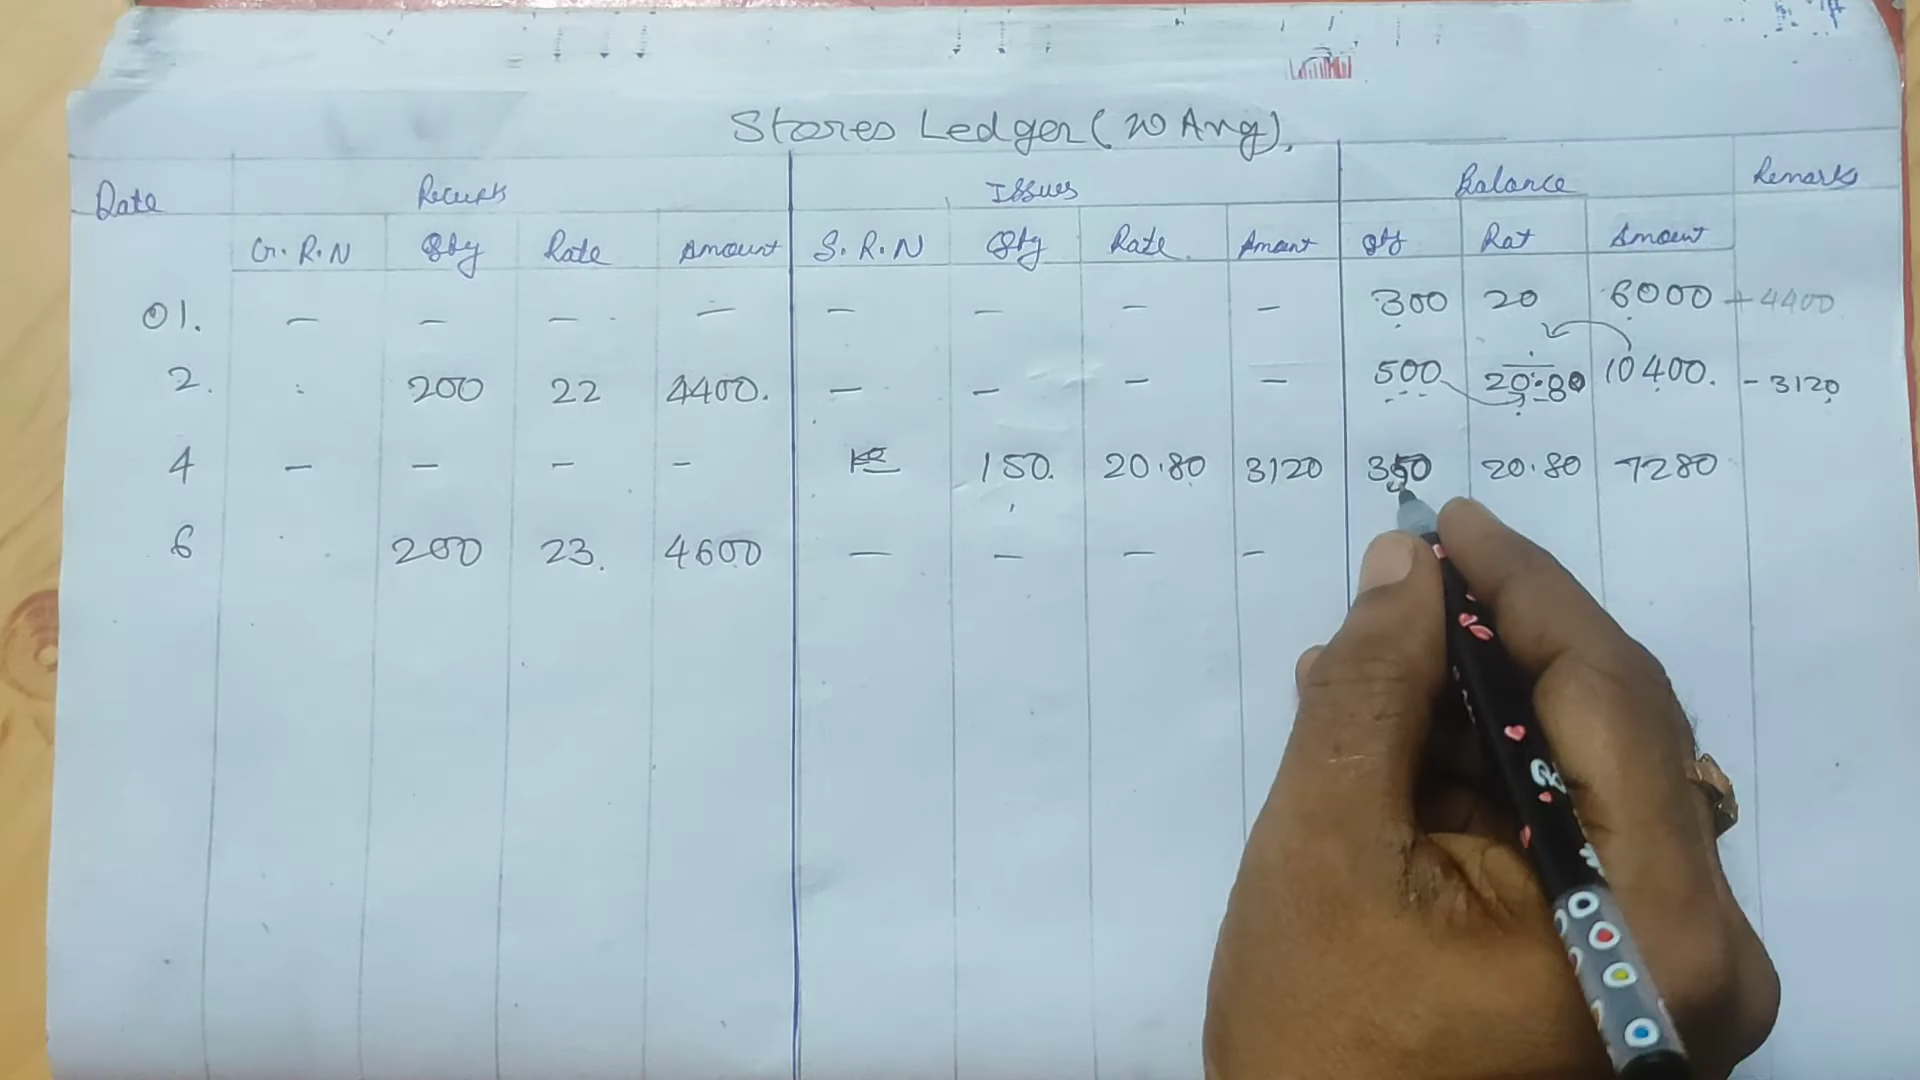 Stores Ledger (W Avg).
Date Receipts Issues Balance Remarks
G.R.N Qty Rate Amount S.R.N Qty Rate Amount Qty Rat Amount
01. — — — — — — — — 300 20 6000 + 4400
2. 200 22 4400. — — — — 500 20.80 10400. - 3120
4 — — — — 150. 20.80 3120 350 20.80 7280
6 200 23. 4600 — — — —